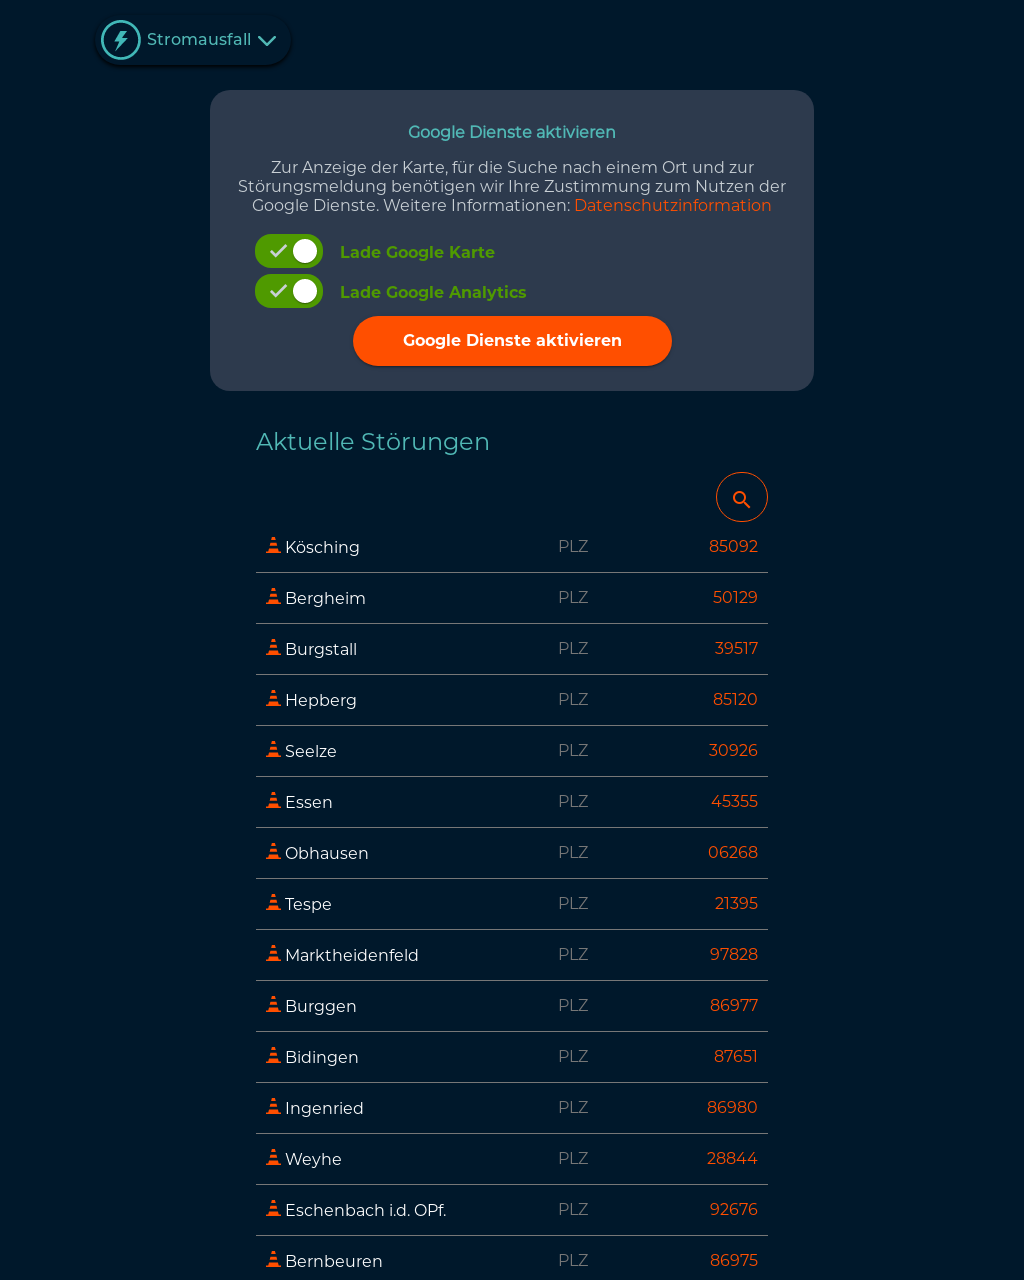 Stromausfall
Google Dienste aktivieren
Zur Anzeige der Karte, für die Suche nach einem Ort und zur
Störungsmeldung benötigen wir Ihre Zustimmung zum Nutzen der
Google Dienste. Weitere Informationen: Datenschutzinformation
Lade Google Karte
Lade Google Analytics
Google Dienste aktivieren
Aktuelle Störungen
Kösching PLZ 85092
Bergheim PLZ 50129
Burgstall PLZ 39517
Hepberg PLZ 85120
Seelze PLZ 30926
Essen PLZ 45355
Obhausen PLZ 06268
Tespe PLZ 21395
Marktheidenfeld PLZ 97828
Burggen PLZ 86977
Bidingen PLZ 87651
Ingenried PLZ 86980
Weyhe PLZ 28844
Eschenbach i.d. OPf. PLZ 92676
Bernbeuren PLZ 86975